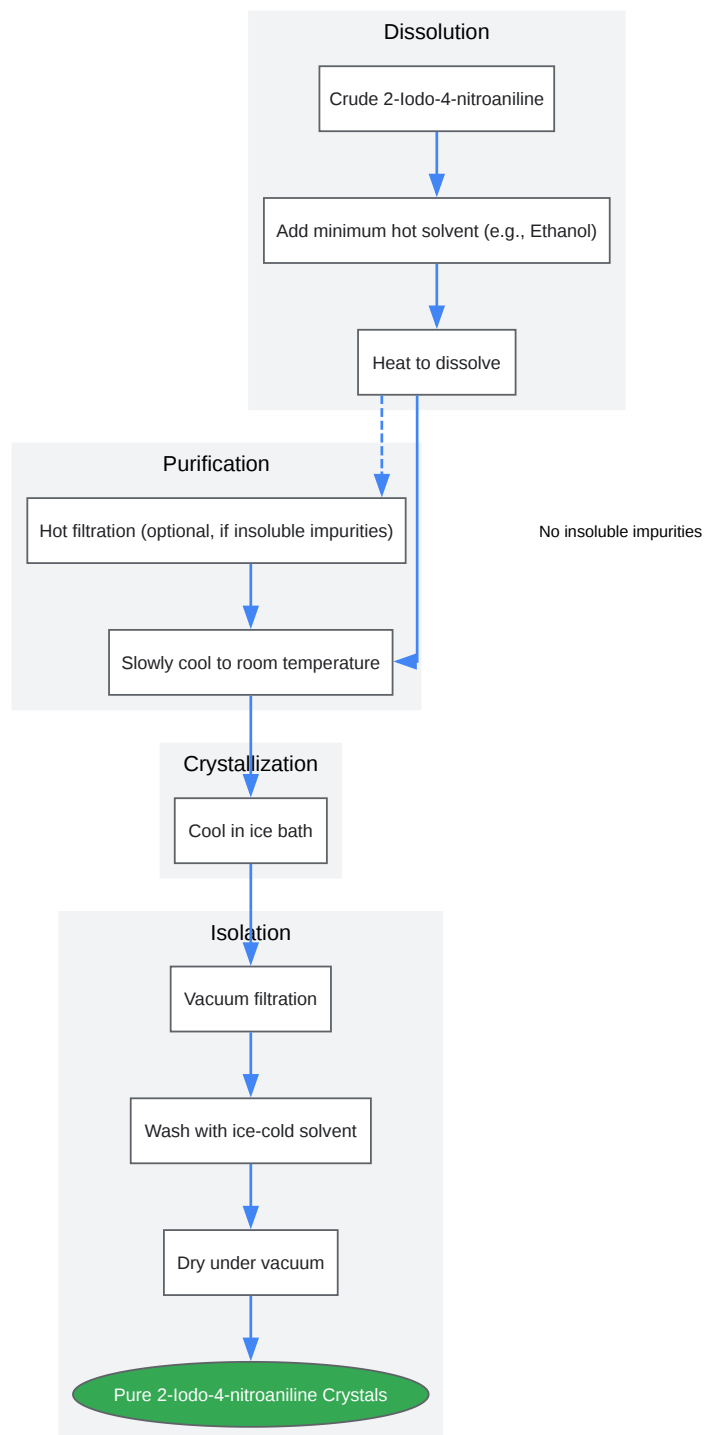 Dissolution
Crude 2-Iodo-4-nitroaniline
Add minimum hot solvent (e.g., Ethanol)
Heat to dissolve
Purification
Hot filtration (optional, if insoluble impurities)
No insoluble impurities
Slowly cool to room temperature
Crystallization
Cool in ice bath
Isolation
Vacuum filtration
Wash with ice-cold solvent
Dry under vacuum
Pure 2-Iodo-4-nitroaniline Crystals